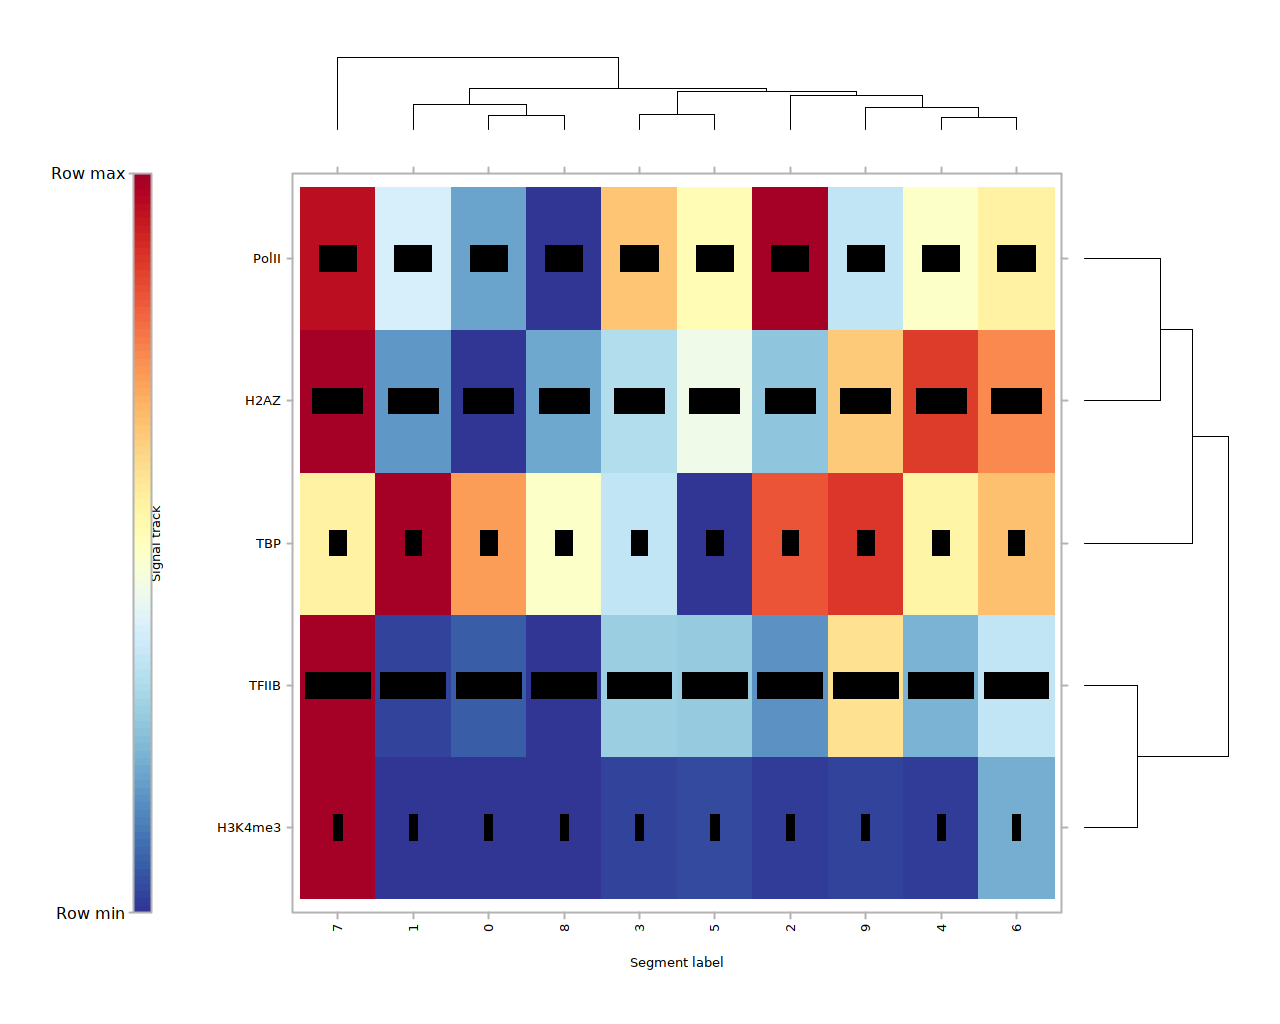 Row max
Signal track
Row min
PolII
H2AZ
TBP
TFIIB
H3K4me3
7 1 0 8 3 5 2 9 4 6
Segment label